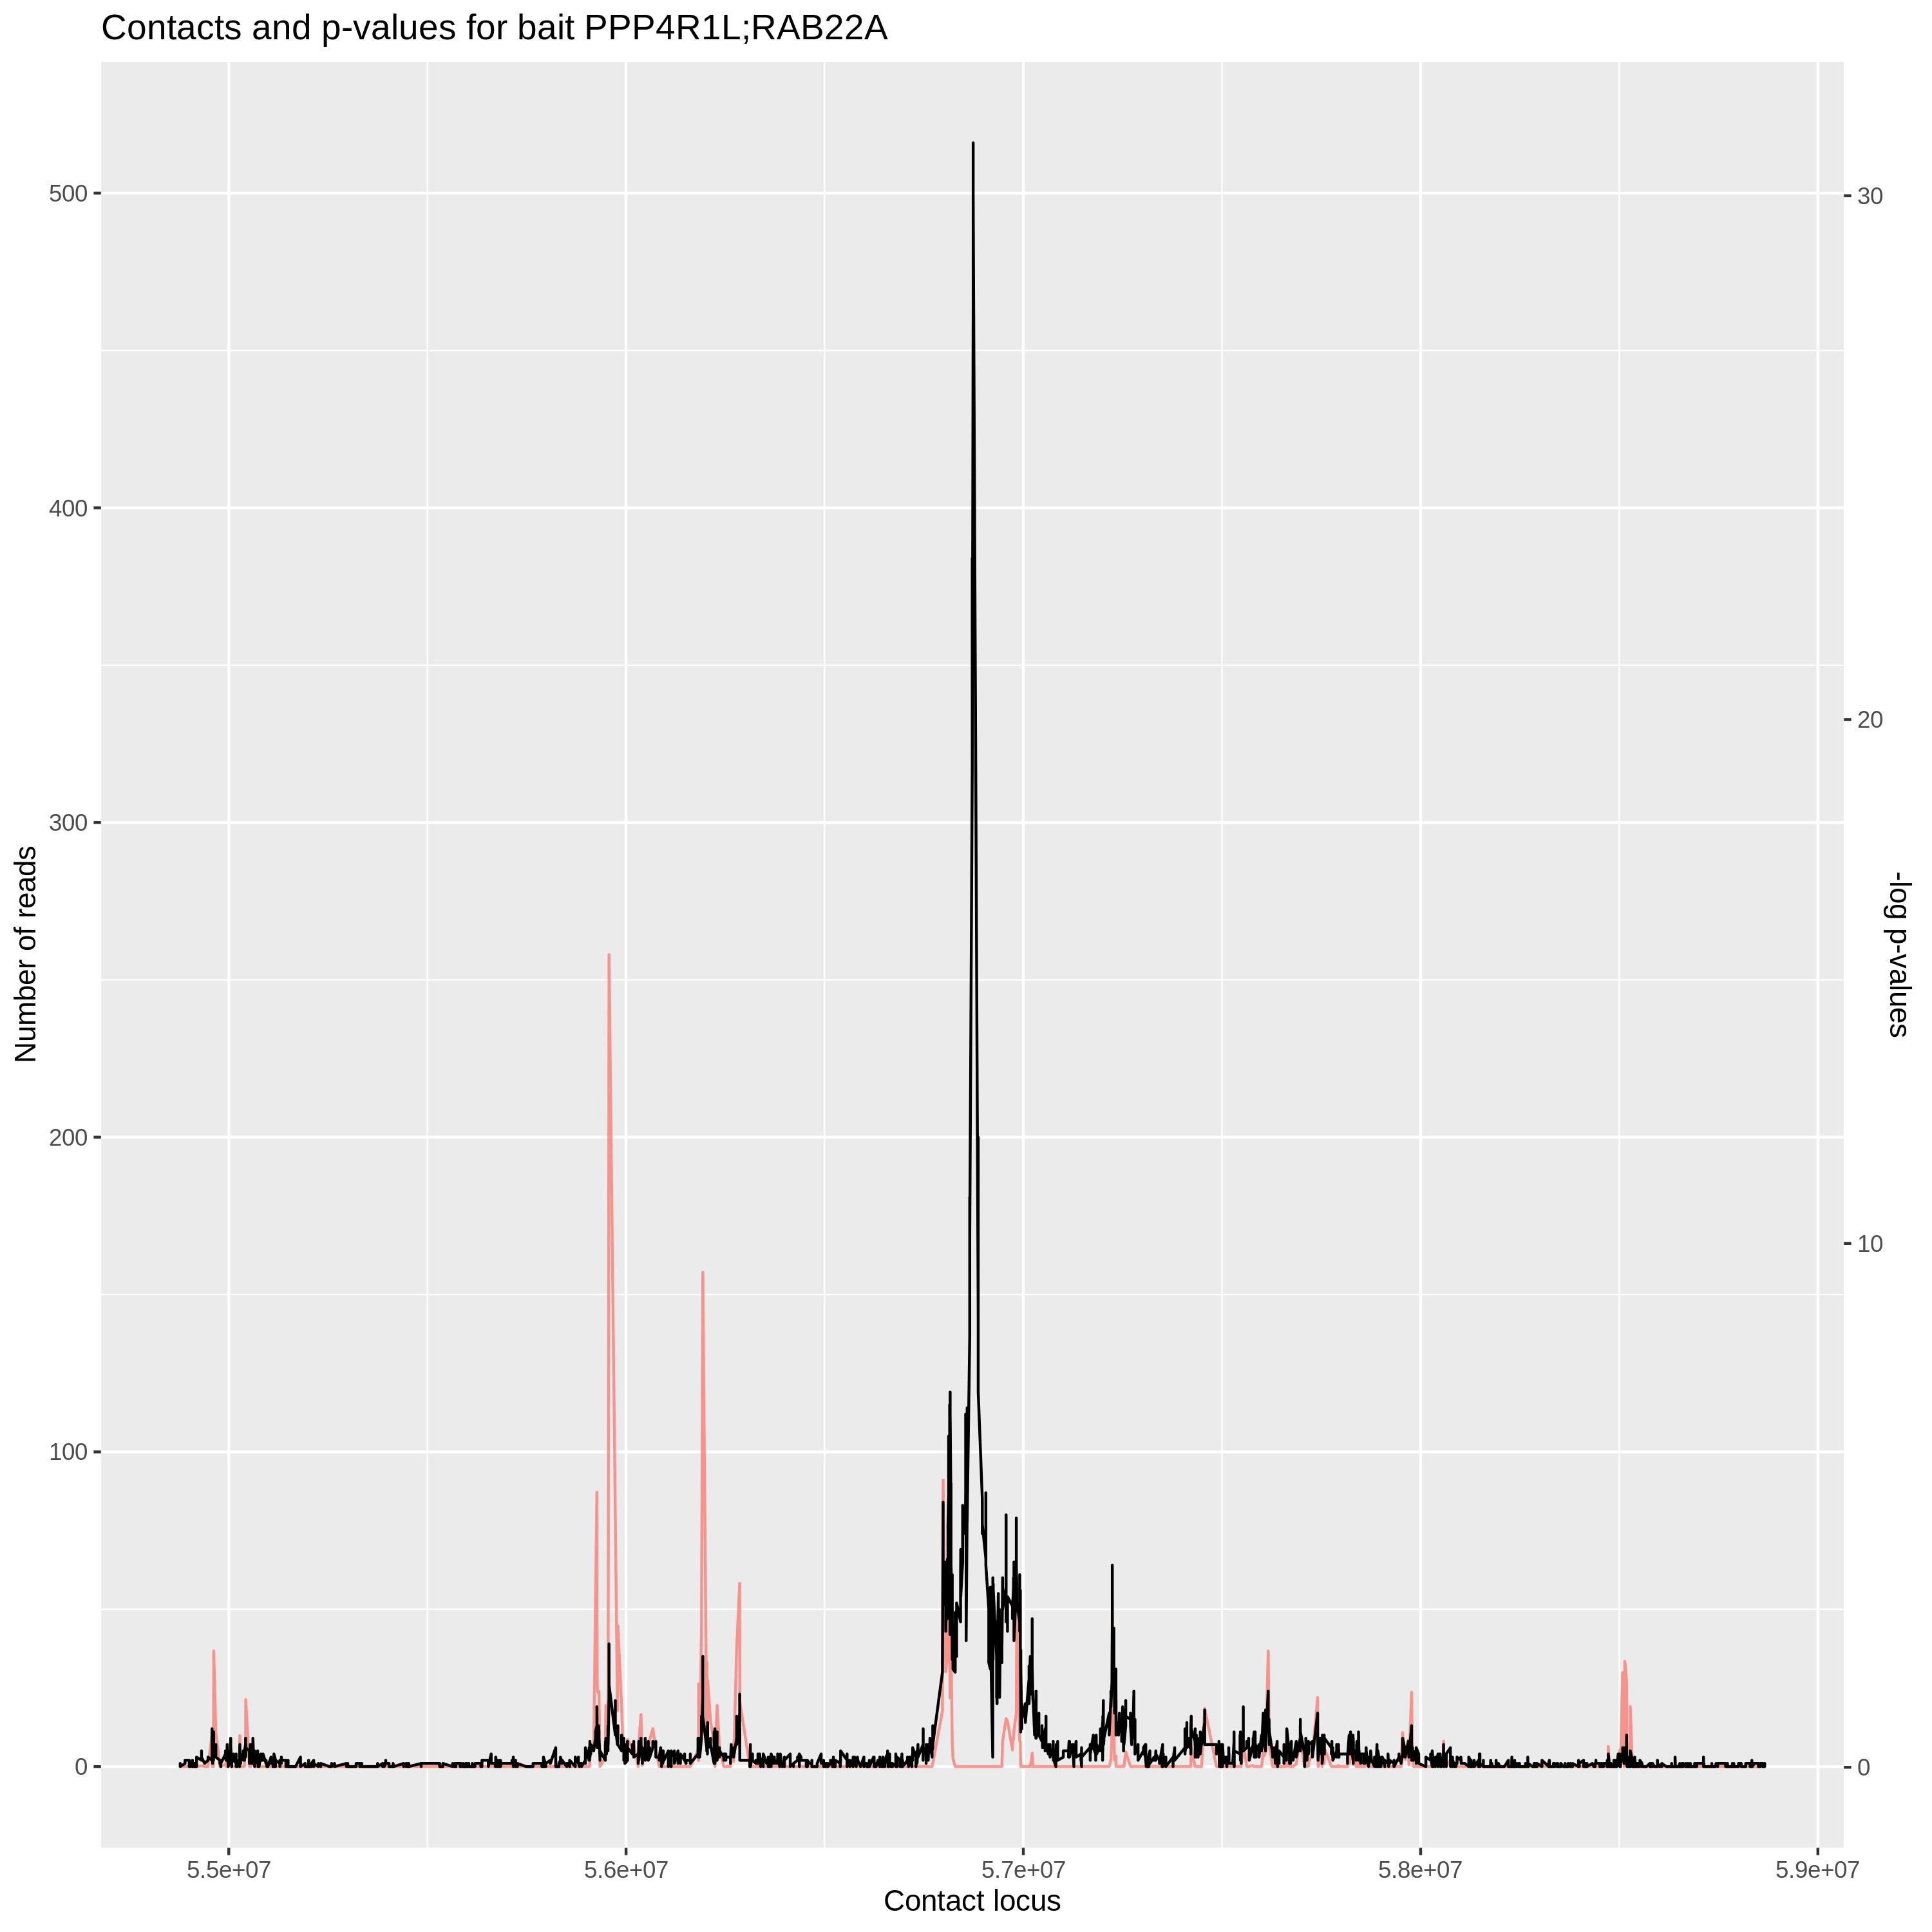 Contacts and p-values for bait PPP4R1L;RAB22A
500
400
300
200
100
0
Number of reads
30
20
10
0
-log p-values
5.5e+07
5.6e+07
5.7e+07
5.8e+07
5.9e+07
Contact locus